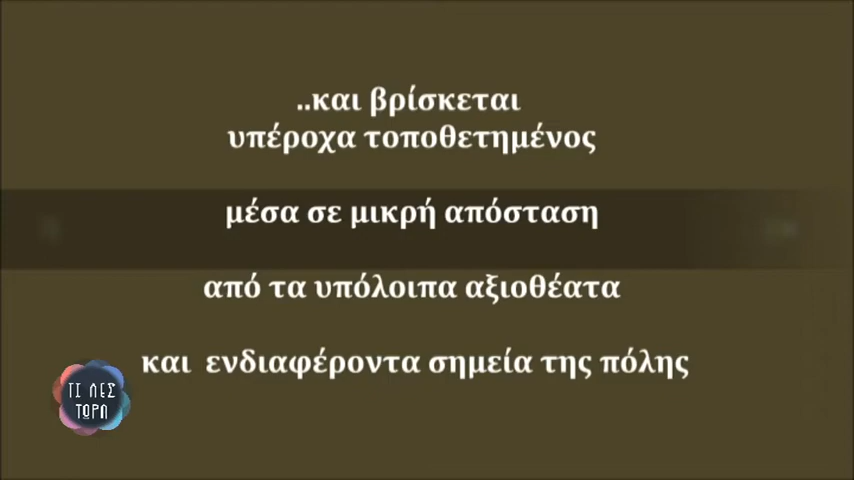 ..και βρίσκεται
υπέροχα τοποθετημένος
μέσα σε μικρή απόσταση
από τα υπόλοιπα αξιοθέατα
και ενδιαφέροντα σημεία της πόλης
ΤΙ ΛΕΣ
ΤΩΡΑ